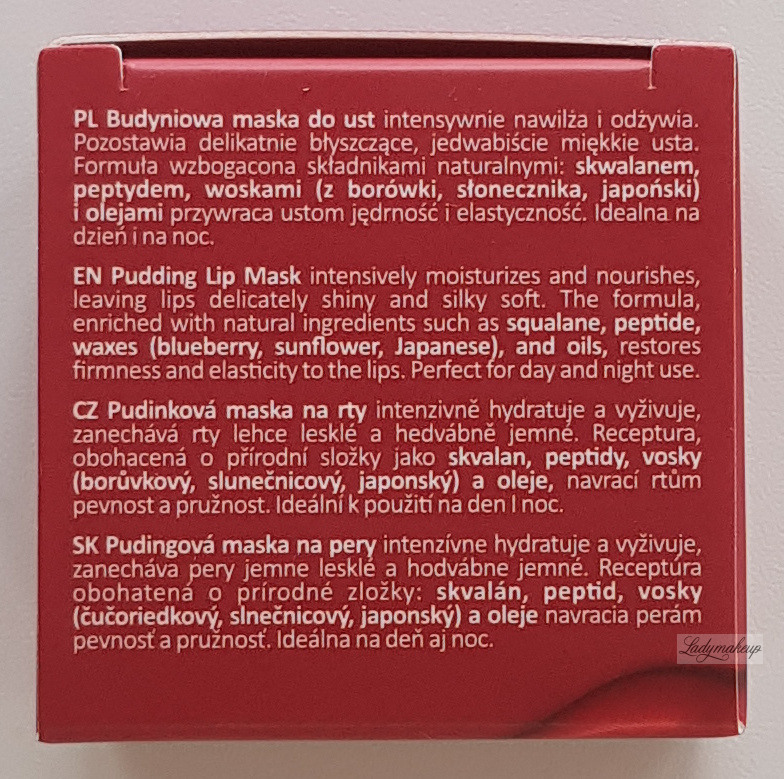 PL Budyniowa maska do ust intensywnie nawilża i odżywia.
Pozostawia delikatnie błyszczące, jedwabiście miękkie usta.
Formuła wzbogacona składnikami naturalnymi: skwalanem,
peptydem, woskami (z borówki, słonecznika, japoński)
i olejami przywraca ustom jędrność i elastyczność. Idealna na
dzień i na noc.
EN Pudding Lip Mask intensively moisturizes and nourishes,
leaving lips delicately shiny and silky soft. The formula,
enriched with natural ingredients such as squalane, peptide,
waxes (blueberry, sunflower, Japanese), and oils, restores
firmness and elasticity to the lips. Perfect for day and night use.
CZ Pudinková maska na rty intenzivně hydratuje a vyživuje,
zanechává rty lehce lesklé a hedvábně jemné. Receptura,
obohacená o přírodní složky jako skvalan, peptidy, vosky
(borůvkový, slunečnicový, japonský) a oleje, navrací rtům
pevnost a pružnost. Ideální k použití na den I noc.
SK Pudingová maska na pery intenzívne hydratuje a vyživuje,
zanecháva pery jemne lesklé a hodvábne jemné. Receptúra
obohatená o prírodné zložky: skvalán, peptid, vosky
(čučoriedkový, slnečnicový, japonský) a oleje navracia perám
pevnosť a pružnosť. Ideálna na deň aj noc.
Ladymakeup